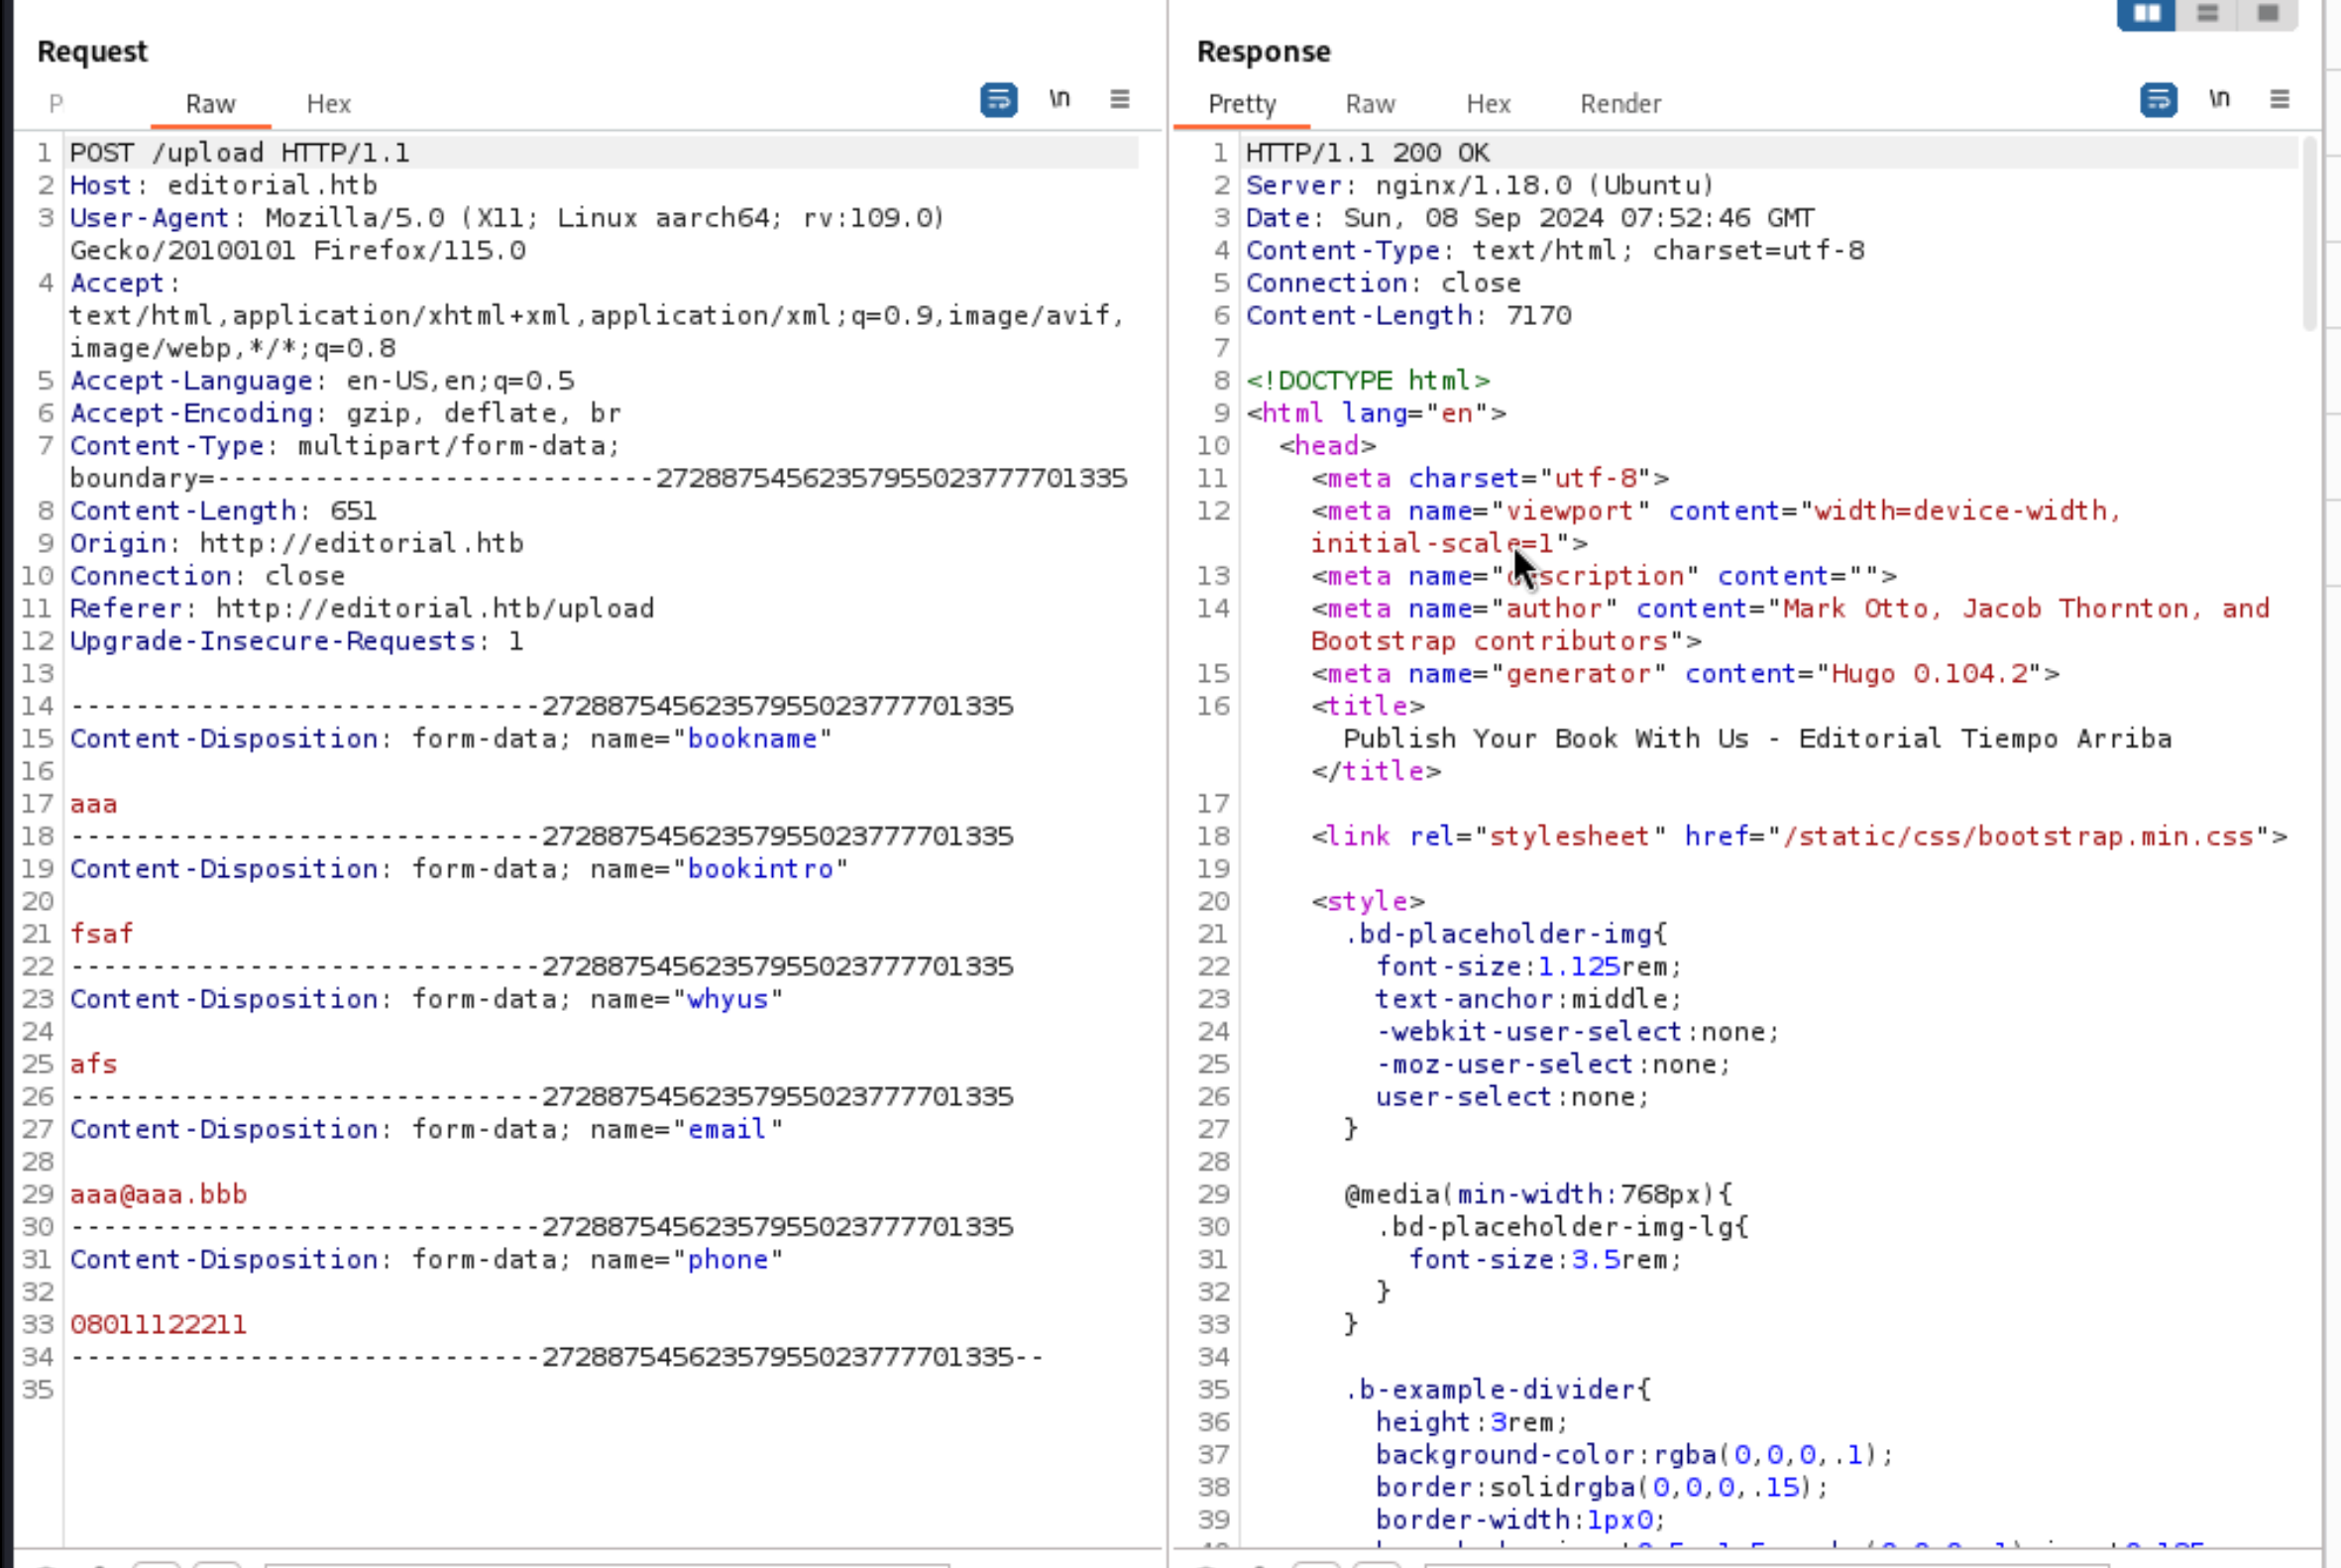 Request
P Raw Hex \n
1 POST /upload HTTP/1.1
2 Host: editorial.htb
3 User-Agent: Mozilla/5.0 (X11; Linux aarch64; rv:109.0)
Gecko/20100101 Firefox/115.0
4 Accept:
text/html,application/xhtml+xml,application/xml;q=0.9,image/avif,
image/webp,*/*;q=0.8
5 Accept-Language: en-US,en;q=0.5
6 Accept-Encoding: gzip, deflate, br
7 Content-Type: multipart/form-data;
boundary=---------------------------27288754562357955023777701335
8 Content-Length: 651
9 Origin: http://editorial.htb
10 Connection: close
11 Referer: http://editorial.htb/upload
12 Upgrade-Insecure-Requests: 1
13
14 -----------------------------27288754562357955023777701335
15 Content-Disposition: form-data; name="bookname"
16
17 aaa
18 -----------------------------27288754562357955023777701335
19 Content-Disposition: form-data; name="bookintro"
20
21 fsaf
22 -----------------------------27288754562357955023777701335
23 Content-Disposition: form-data; name="whyus"
24
25 afs
26 -----------------------------27288754562357955023777701335
27 Content-Disposition: form-data; name="email"
28
29 aaa@aaa.bbb
30 -----------------------------27288754562357955023777701335
31 Content-Disposition: form-data; name="phone"
32
33 08011122211
34 -----------------------------27288754562357955023777701335--
35
Response
Pretty Raw Hex Render \n
1 HTTP/1.1 200 OK
2 Server: nginx/1.18.0 (Ubuntu)
3 Date: Sun, 08 Sep 2024 07:52:46 GMT
4 Content-Type: text/html; charset=utf-8
5 Connection: close
6 Content-Length: 7170
7
8 <!DOCTYPE html>
9 <html lang="en">
10 <head>
11 <meta charset="utf-8">
12 <meta name="viewport" content="width=device-width,
initial-scale=1">
13 <meta name="description" content="">
14 <meta name="author" content="Mark Otto, Jacob Thornton, and
Bootstrap contributors">
15 <meta name="generator" content="Hugo 0.104.2">
16 <title>
Publish Your Book With Us - Editorial Tiempo Arriba
</title>
17
18 <link rel="stylesheet" href="/static/css/bootstrap.min.css">
19
20 <style>
21 .bd-placeholder-img{
22 font-size:1.125rem;
23 text-anchor:middle;
24 -webkit-user-select:none;
25 -moz-user-select:none;
26 user-select:none;
27 }
28
29 @media(min-width:768px){
30 .bd-placeholder-img-lg{
31 font-size:3.5rem;
32 }
33 }
34
35 .b-example-divider{
36 height:3rem;
37 background-color:rgba(0,0,0,.1);
38 border:solidrgba(0,0,0,.15);
39 border-width:1px0;